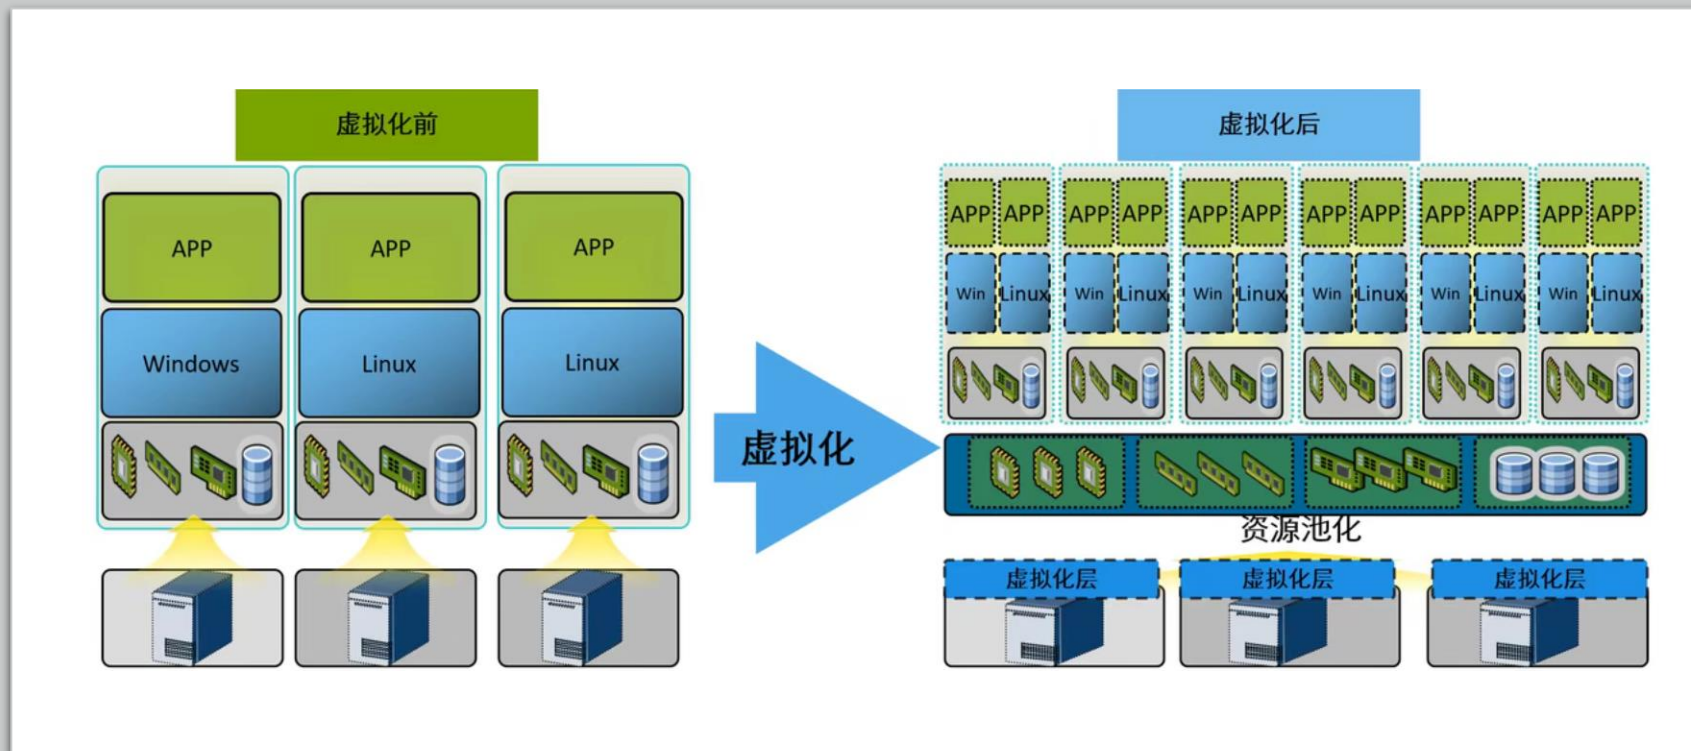 虚拟化前
APP
APP
APP
Windows
Linux
Linux
虚拟化
虚拟化后
APP APP APP APP APP APP APP APP APP APP APP APP
Win Linux Win Linux Win Linux Win Linux Win Linux Win Linux
资源池化
虚拟化层
虚拟化层
虚拟化层